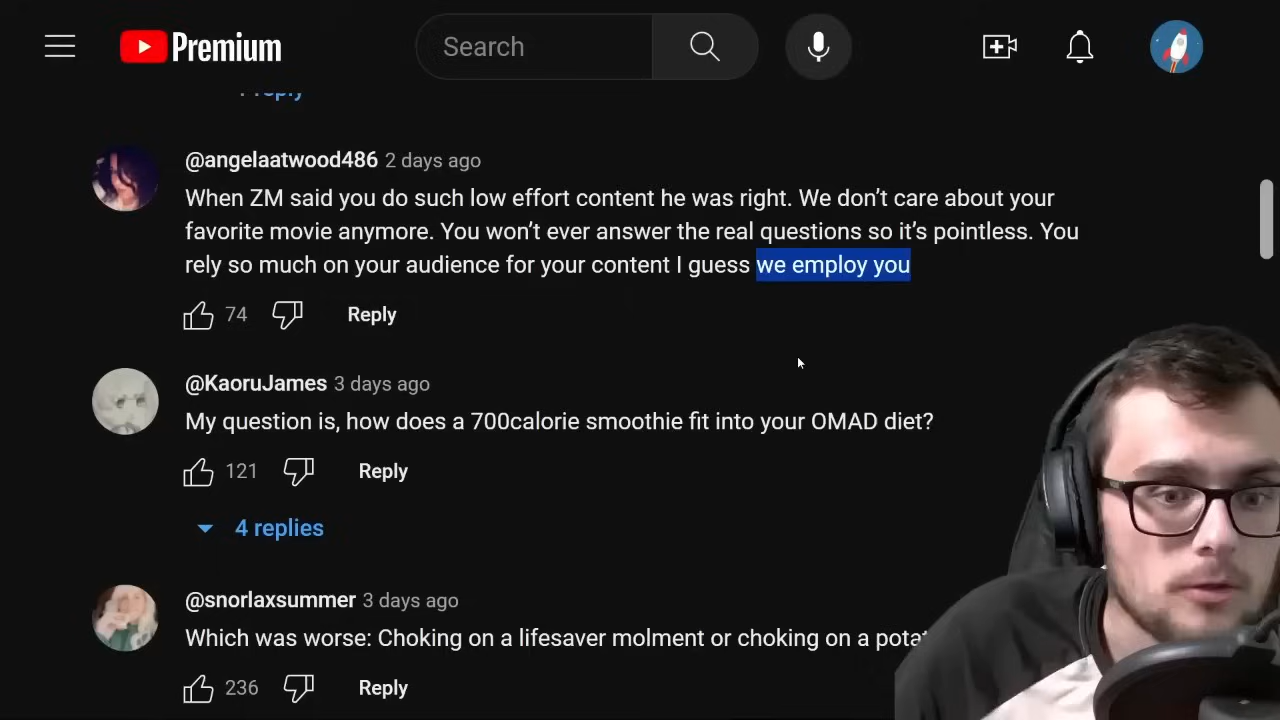 Premium
Search
reply
@angelaatwood486 2 days ago
When ZM said you do such low effort content he was right. We don’t care about your
favorite movie anymore. You won’t ever answer the real questions so it’s pointless. You
rely so much on your audience for your content I guess we employ you
74 Reply
@KaoruJames 3 days ago
My question is, how does a 700calorie smoothie fit into your OMAD diet?
121 Reply
4 replies
@snorlaxsummer 3 days ago
Which was worse: Choking on a lifesaver molment or choking on a
236 Reply